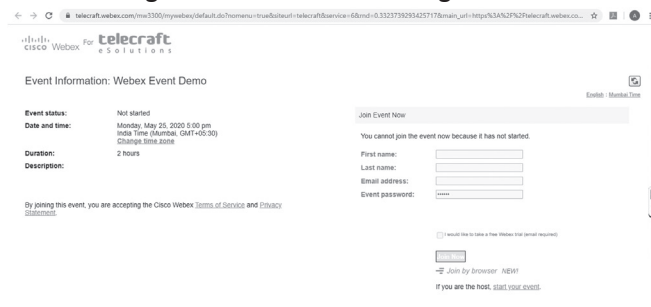 telecraft.webex.com/mw3300/mywebex/default.do?nomenu=true&siteurl=telecraft&service=6&rnd=0.3323739293425717&main_url=https%3A%2F%2Ftelecraft.webex.co...
cisco Webex For telecraft
eSolutions
Event Information: Webex Event Demo
English : Mumbai Time
Event status: Not started
Date and time: Monday, May 25, 2020 5:00 pm
India Time (Mumbai, GMT+05:30)
Change time zone
Duration: 2 hours
Description:
By joining this event, you are accepting the Cisco Webex Terms of Service and Privacy
Statement.
Join Event Now
You cannot join the event now because it has not started.
First name:
Last name:
Email address:
Event password: ••••••
I would like to take a free Webex trial (email required)
Join Now
Join by browser NEW!
If you are the host, start your event.